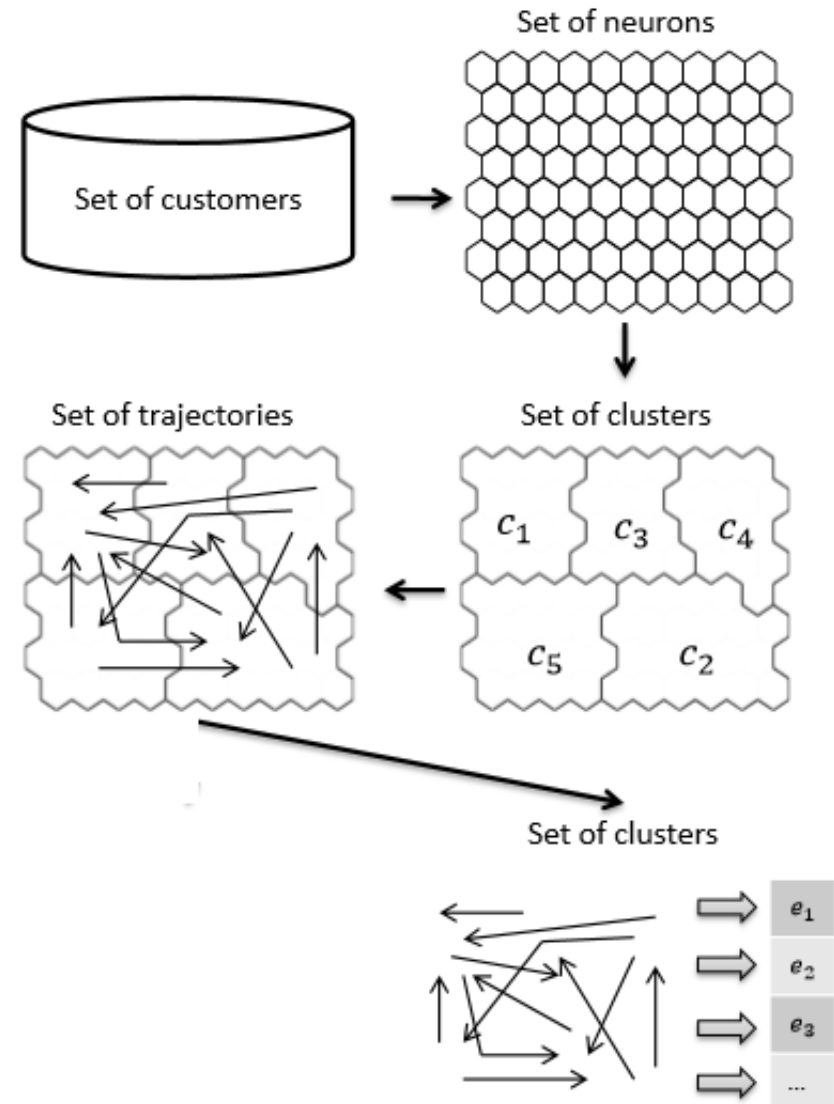 Set of neurons
Set of customers
Set of trajectories
Set of clusters
c₁
c₃
c₄
c₅
c₂
Set of clusters
e₁
e₂
e₃
...